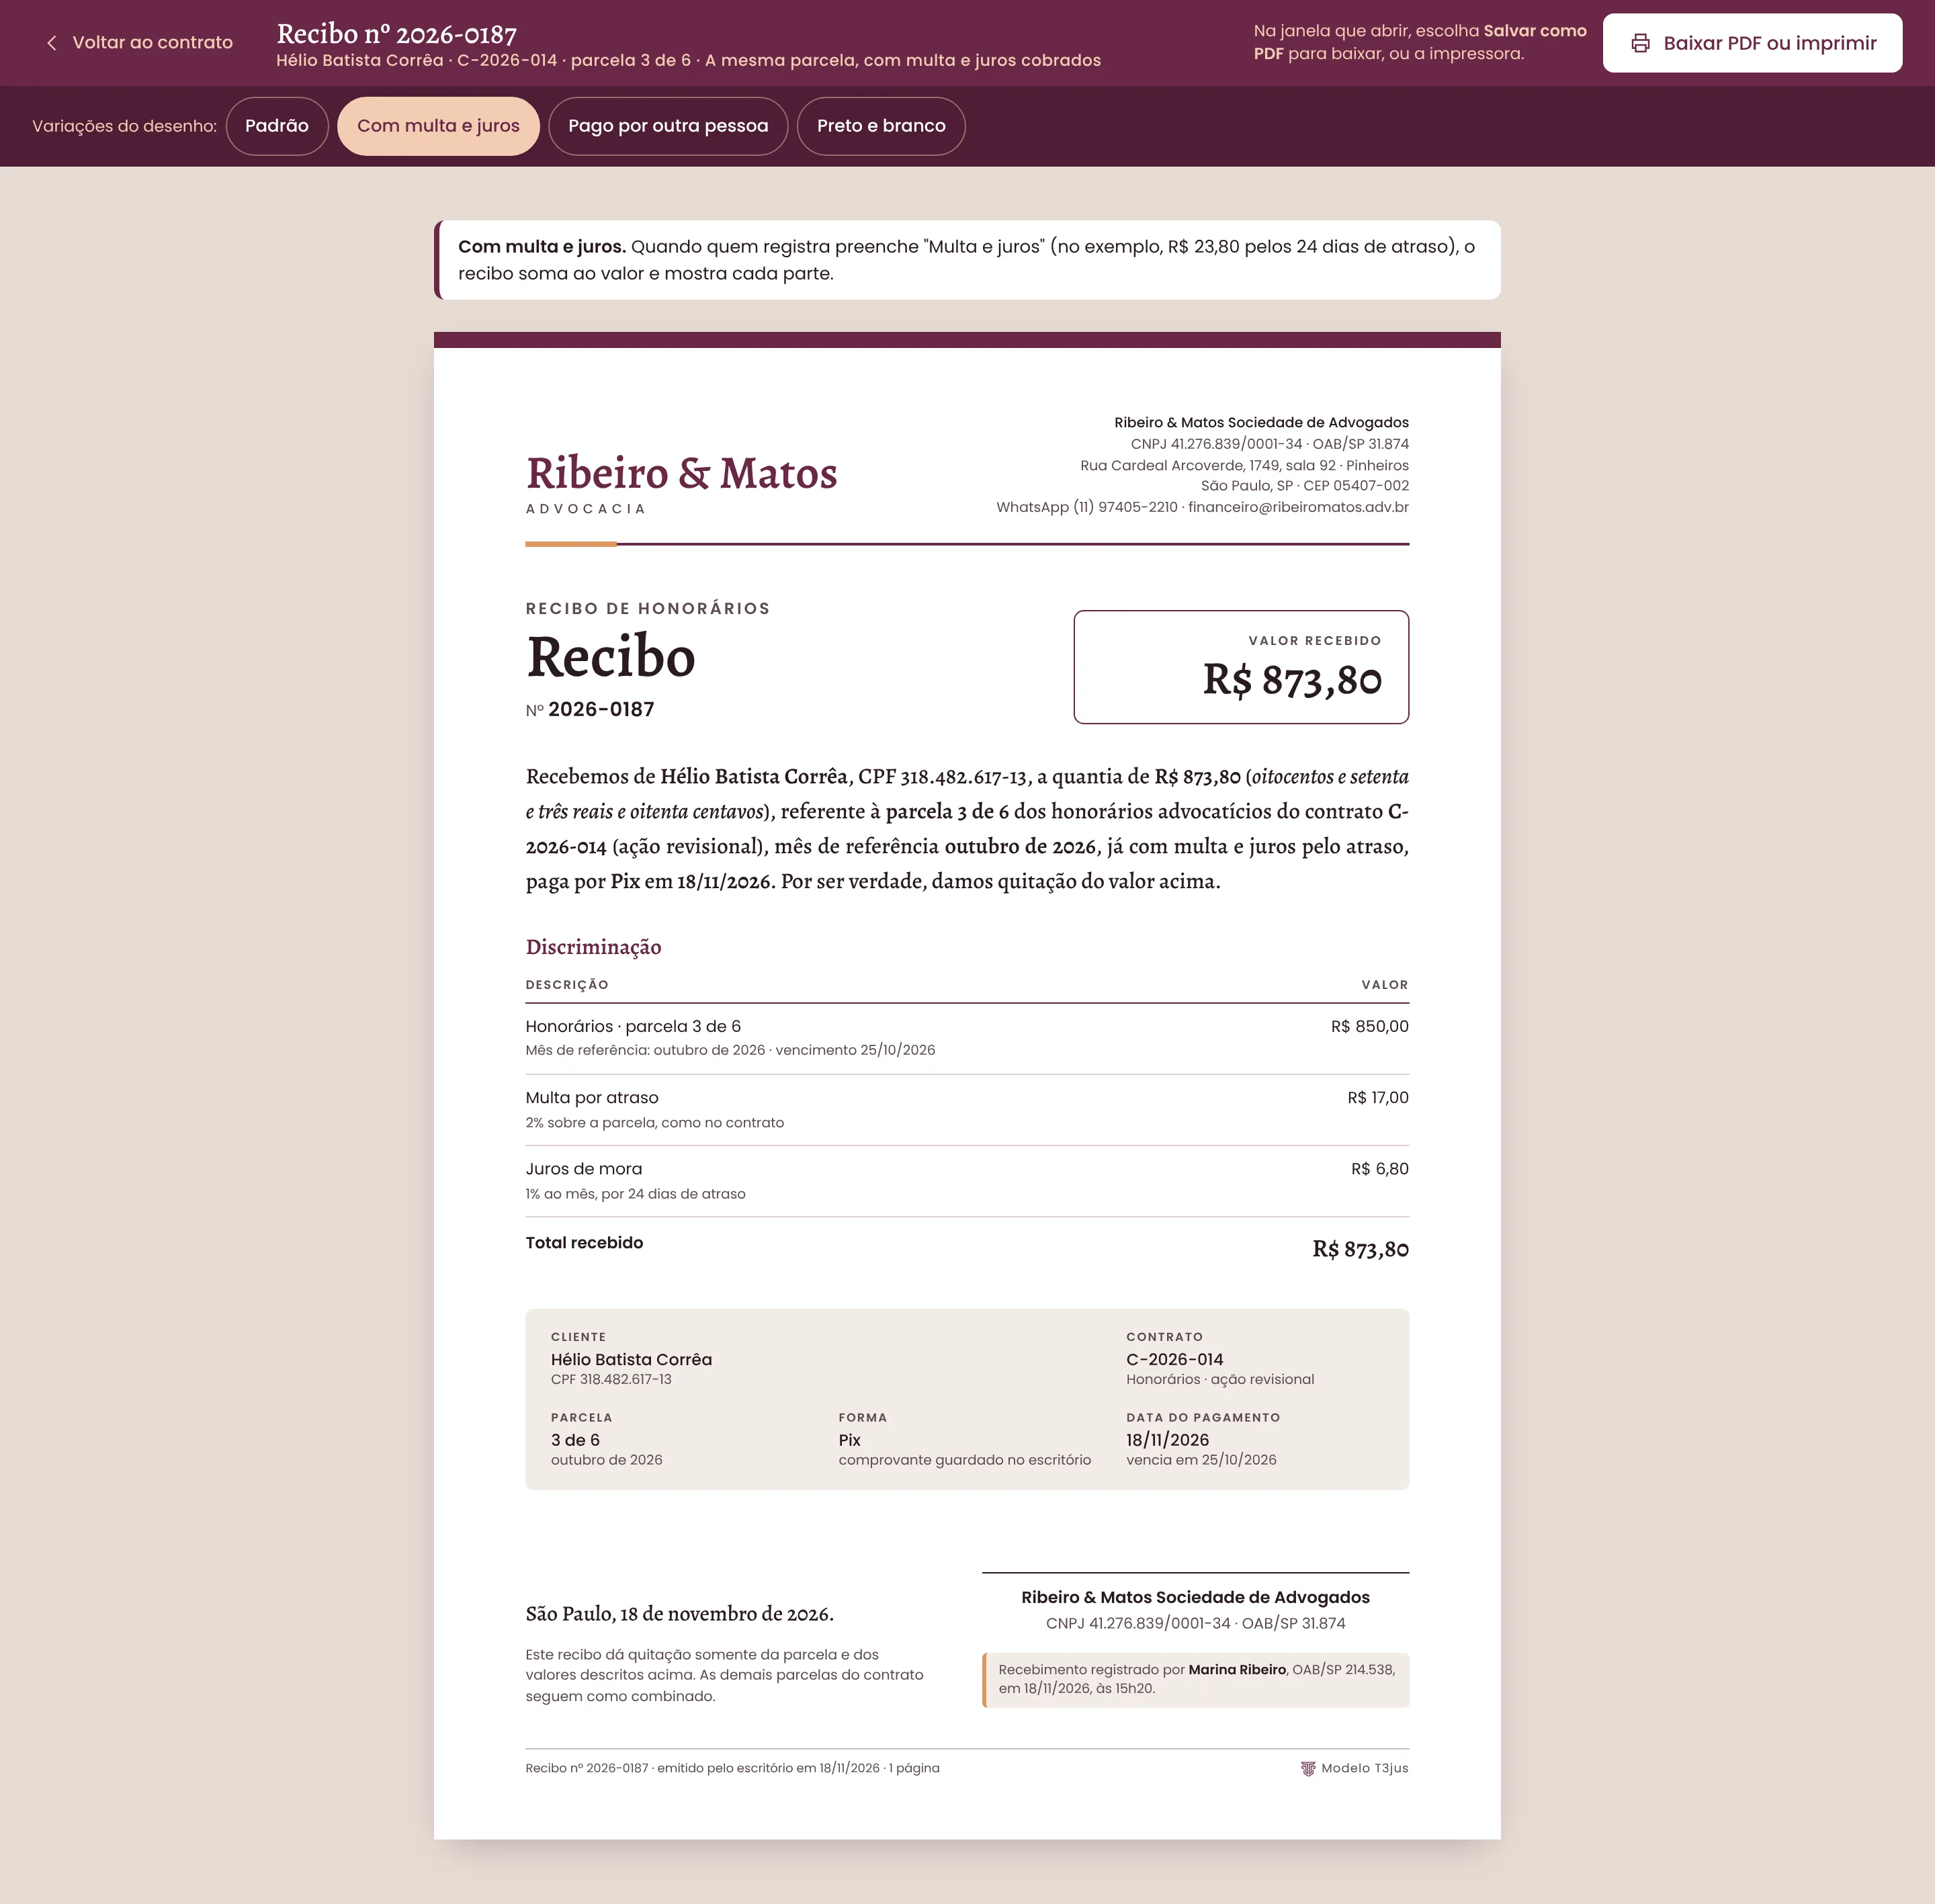 Voltar ao contrato
Recibo nº 2026-0187
Hélio Batista Corrêa · C-2026-014 · parcela 3 de 6 · A mesma parcela, com multa e juros cobrados
Na janela que abrir, escolha Salvar como
PDF para baixar, ou a impressora.
Baixar PDF ou imprimir
Variações do desenho:
Padrão
Com multa e juros
Pago por outra pessoa
Preto e branco
Com multa e juros. Quando quem registra preenche "Multa e juros" (no exemplo, R$ 23,80 pelos 24 dias de atraso), o
recibo soma ao valor e mostra cada parte.
Ribeiro & Matos
ADVOCACIA
Ribeiro & Matos Sociedade de Advogados
CNPJ 41.276.839/0001-34 · OAB/SP 31.874
Rua Cardeal Arcoverde, 1749, sala 92 · Pinheiros
São Paulo, SP · CEP 05407-002
WhatsApp (11) 97405-2210 · financeiro@ribeiromatos.adv.br
RECIBO DE HONORÁRIOS
Recibo
Nº 2026-0187
VALOR RECEBIDO
R$ 873,80
Recebemos de Hélio Batista Corrêa, CPF 318.482.617-13, a quantia de R$ 873,80 (oitocentos e setenta
e três reais e oitenta centavos), referente à parcela 3 de 6 dos honorários advocatícios do contrato C-
2026-014 (ação revisional), mês de referência outubro de 2026, já com multa e juros pelo atraso,
paga por Pix em 18/11/2026. Por ser verdade, damos quitação do valor acima.
Discriminação
DESCRIÇÃO VALOR
Honorários · parcela 3 de 6 R$ 850,00
Mês de referência: outubro de 2026 · vencimento 25/10/2026
Multa por atraso R$ 17,00
2% sobre a parcela, como no contrato
Juros de mora R$ 6,80
1% ao mês, por 24 dias de atraso
Total recebido R$ 873,80
CLIENTE
Hélio Batista Corrêa
CPF 318.482.617-13
CONTRATO
C-2026-014
Honorários · ação revisional
PARCELA
3 de 6
outubro de 2026
FORMA
Pix
comprovante guardado no escritório
DATA DO PAGAMENTO
18/11/2026
vencia em 25/10/2026
São Paulo, 18 de novembro de 2026.
Este recibo dá quitação somente da parcela e dos
valores descritos acima. As demais parcelas do contrato
seguem como combinado.
Ribeiro & Matos Sociedade de Advogados
CNPJ 41.276.839/0001-34 · OAB/SP 31.874
Recebimento registrado por Marina Ribeiro, OAB/SP 214.538,
em 18/11/2026, às 15h20.
Recibo nº 2026-0187 · emitido pelo escritório em 18/11/2026 · 1 página
Modelo T3jus